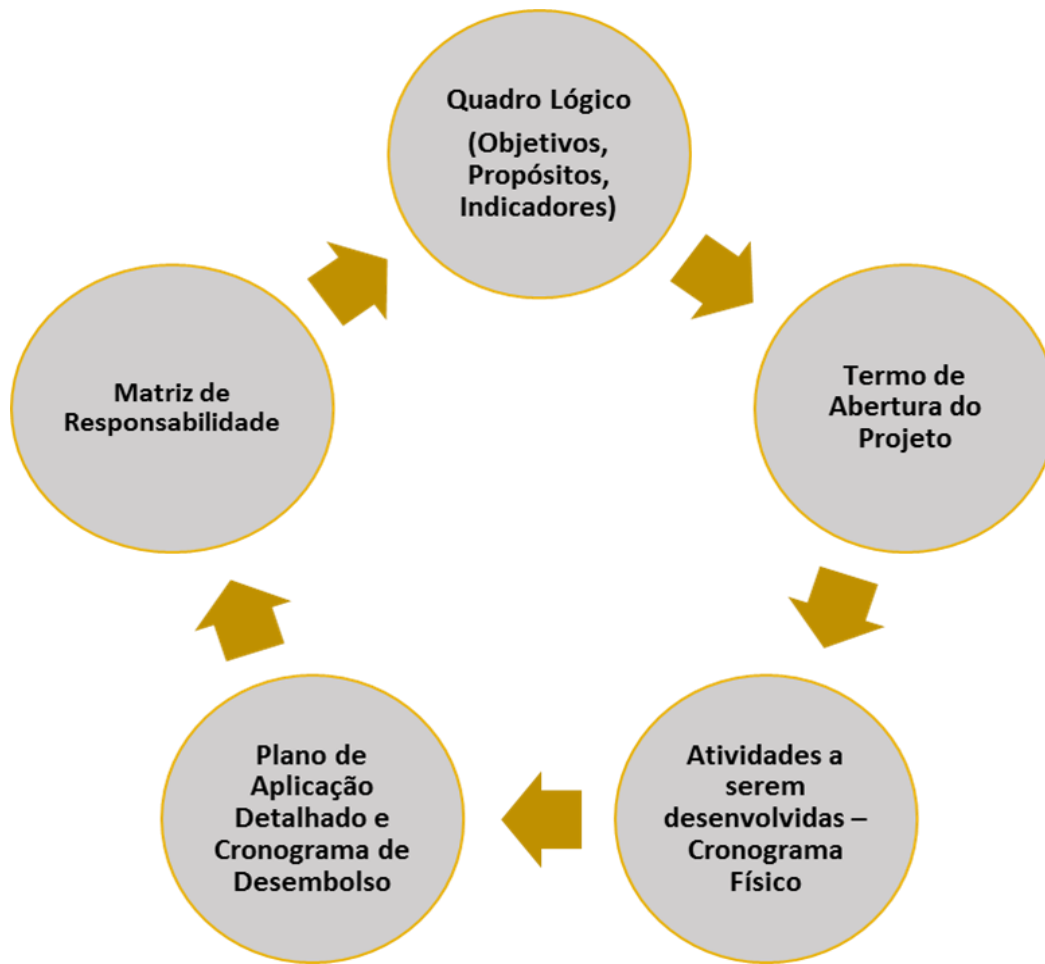 Quadro Lógico
(Objetivos,
Propósitos,
Indicadores)
Termo de
Abertura do
Projeto
Atividades a
serem
desenvolvidas –
Cronograma
Físico
Plano de
Aplicação
Detalhado e
Cronograma de
Desembolso
Matriz de
Responsabilidade